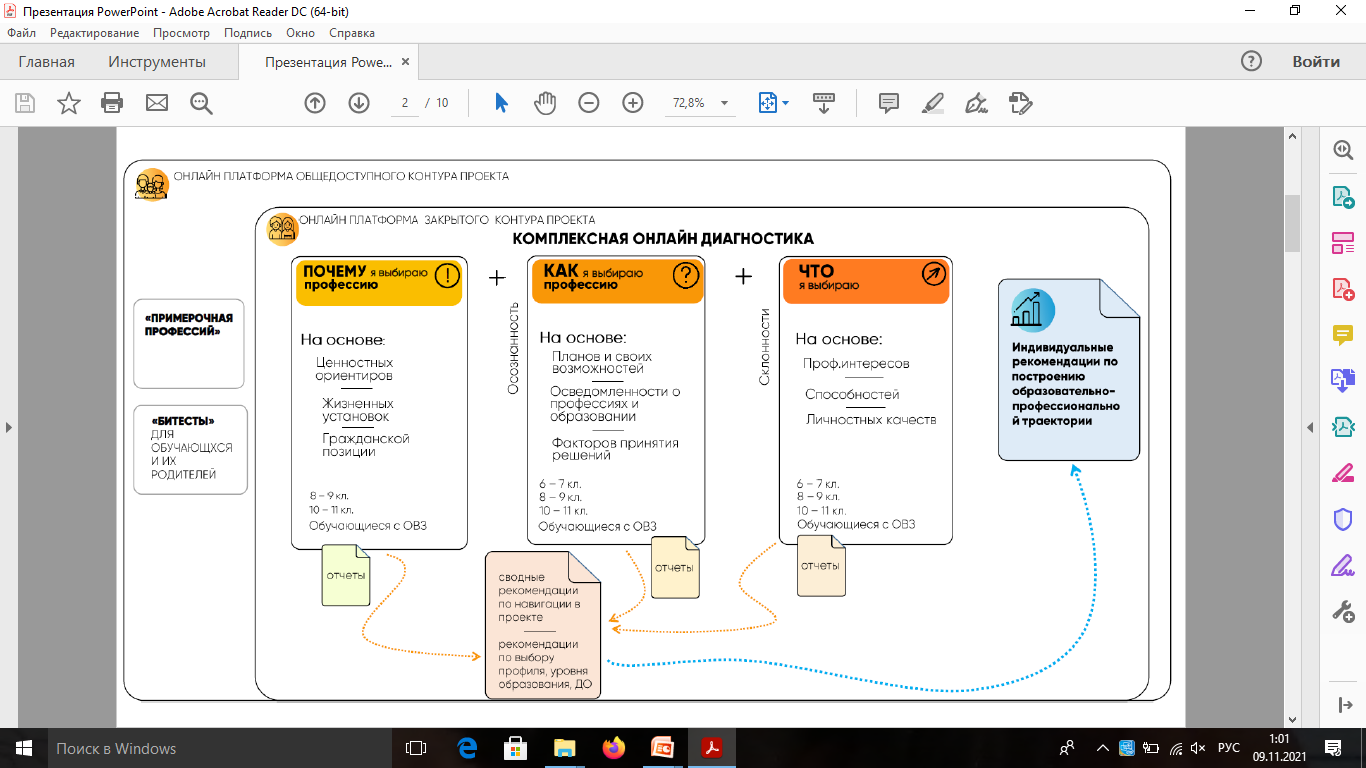 Презентация PowerPoint - Adobe Acrobat Reader DC (64-bit)
Файл Редактирование Просмотр Подпись Окно Справка
Главная Инструменты Презентация Powe... × Войти
2 / 10 72,8%
ОНЛАЙН ПЛАТФОРМА ОБЩЕДОСТУПНОГО КОНТУРА ПРОЕКТА
ОНЛАЙН ПЛАТФОРМА ЗАКРЫТОГО КОНТУРА ПРОЕКТА
КОМПЛЕКСНАЯ ОНЛАЙН ДИАГНОСТИКА
«ПРИМЕРОЧНАЯ
ПРОФЕССИЙ»
«БИТЕСТЫ»
ДЛЯ
ОБУЧАЮЩХСЯ
И ИХ
РОДИТЕЛЕЙ
ПОЧЕМУ я выбираю
профессию
На основе:
Ценностных
ориентиров
Жизненных
установок
Гражданской
позиции
8 – 9 кл.
10 – 11 кл.
Обучающиеся с ОВЗ
отчеты
+
Осознанность
КАК я выбираю
профессию
На основе:
Планов и своих
возможностей
Осведомленности о
профессиях и
образовании
Факторов принятия
решений
6 – 7 кл.
8 – 9 кл.
10 – 11 кл.
Обучающиеся с ОВЗ
отчеты
+
Склонности
ЧТО
я выбираю
На основе:
Проф.интересов
Способностей
Личностных качеств
6 – 7 кл.
8 – 9 кл.
10 – 11 кл.
Обучающиеся с ОВЗ
отчеты
сводные
рекомендации
по навигации в
проекте
рекомендации
по выбору
профиля, уровня
образования, ДО
Индивидуальные
рекомендации по
построению
образовательно-
профессионально
й траектории
Поиск в Windows
РУС
1:01
09.11.2021